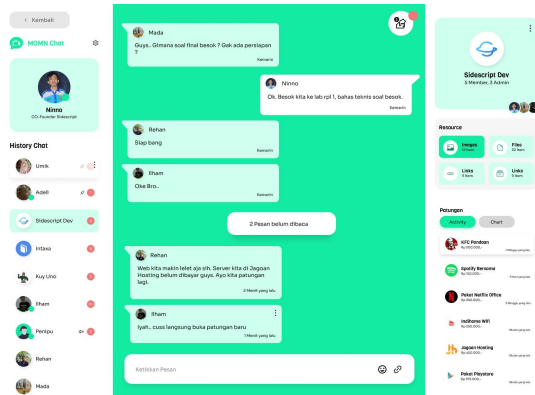 Kembali
MOMN Chat
Ninno
CO-Founder Sidescript
History Chat
Umik
Adell
Sidescript Dev
Intaxa
Kuy Uno
Ilham
Penipu
Rehan
Mada
Mada
Guys.. Gimana soal final besok ? Gak ada persiapan
?
Kemarin
Ninno
Ok. Besok kita ke lab rpl 1, bahas teknis soal besok.
Kemarin
Rehan
Siap bang
Kemarin
Ilham
Oke Bro..
Kemarin
2 Pesan belum dibaca
Rehan
Web kita makin lelet aja sih. Server kita di Jagoan
Hosting belum dibayar guys. Ayo kita patungan
lagi.
2 Menit yang lalu
Ilham
Iyah.. cuss langsung buka patungan baru
1 Menit yang lalu
Ketikkan Pesan
Sidescript Dev
5 Member, 3 Admin
Resource
Images
Files
Links
Links
Patungan
Activity
Chart
KFC Pandaan
Spotify Bersama
Paket Netflix Office
Indihome Wifi
Jagoan Hosting
Paket Playstore